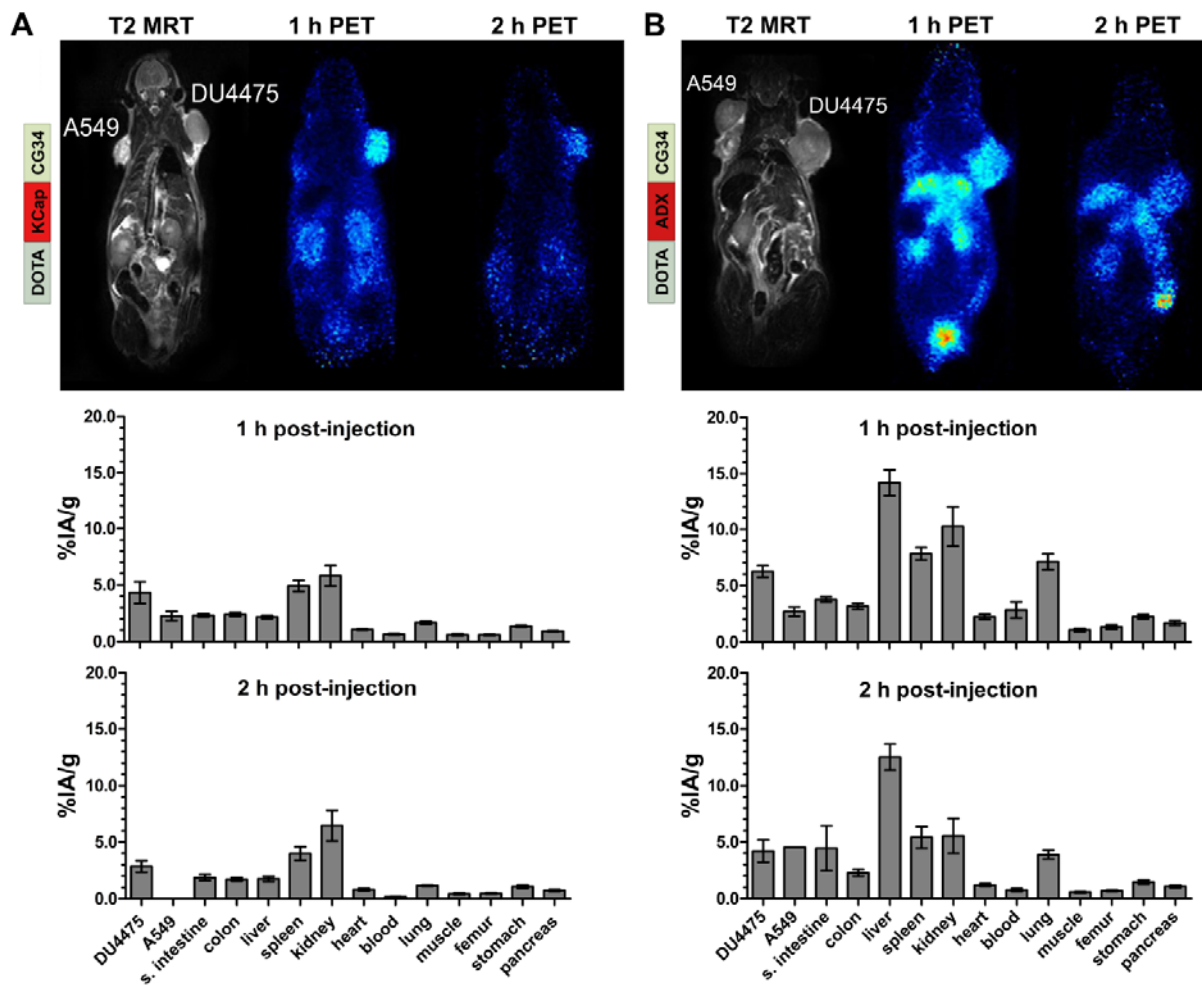 A
T2 MRT
1 h PET
2 h PET
DU4475
A549
CG34
KCap
DOTA
B
T2 MRT
1 h PET
2 h PET
A549
DU4475
CG34
ADX
DOTA
1 h post-injection
%IA/g
20.0
15.0
10.0
5.0
0.0
2 h post-injection
%IA/g
20.0
15.0
10.0
5.0
0.0
DU4475
A549
s. intestine
colon
liver
spleen
kidney
heart
blood
lung
muscle
femur
stomach
pancreas
1 h post-injection
%IA/g
20.0
15.0
10.0
5.0
0.0
2 h post-injection
%IA/g
20.0
15.0
10.0
5.0
0.0
DU4475
A549
s. intestine
colon
liver
spleen
kidney
heart
blood
lung
muscle
femur
stomach
pancreas